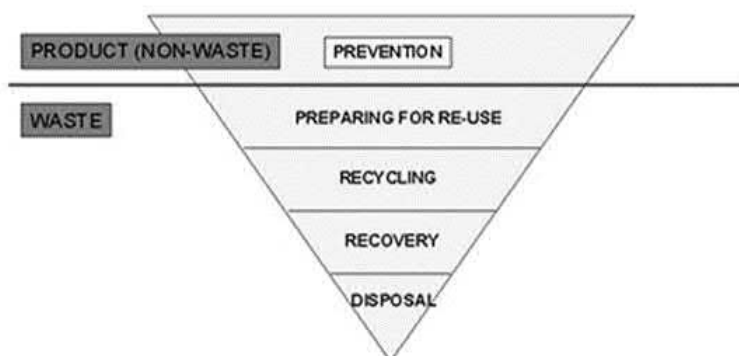 PRODUCT (NON-WASTE)
PREVENTION
WASTE
PREPARING FOR RE-USE
RECYCLING
RECOVERY
DISPOSAL